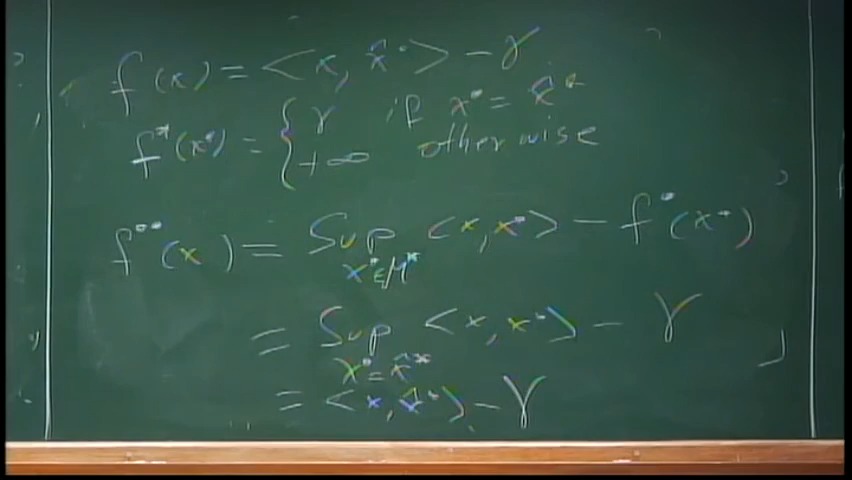 f(x) = <x, x̂*> - γ
f*(x*) = { γ if x* = x̂*
+∞ otherwise
f**(x) = Sup <x, x*> - f*(x*)
x*∈M*
= Sup <x, x*> - γ
x* = x̂*
= <x, x̂*> - γ